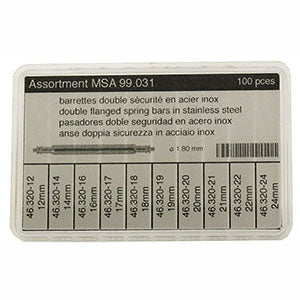 Assortment MSA 99.031 100 pces
barrettes double sécurité en acier inox
double flanged spring bars in stainless steel
pasadores doble seguridad en acero inox
anse doppia sicurezza in acciaio inox
ø 1.80 mm
46.320-12 12mm
46.320-14 14mm
46.320-16 16mm
46.320-17 17mm
46.320-18 18mm
46.320-19 19mm
46.320-20 20mm
46.320-21 21mm
46.320-22 22mm
46.320-24 24mm